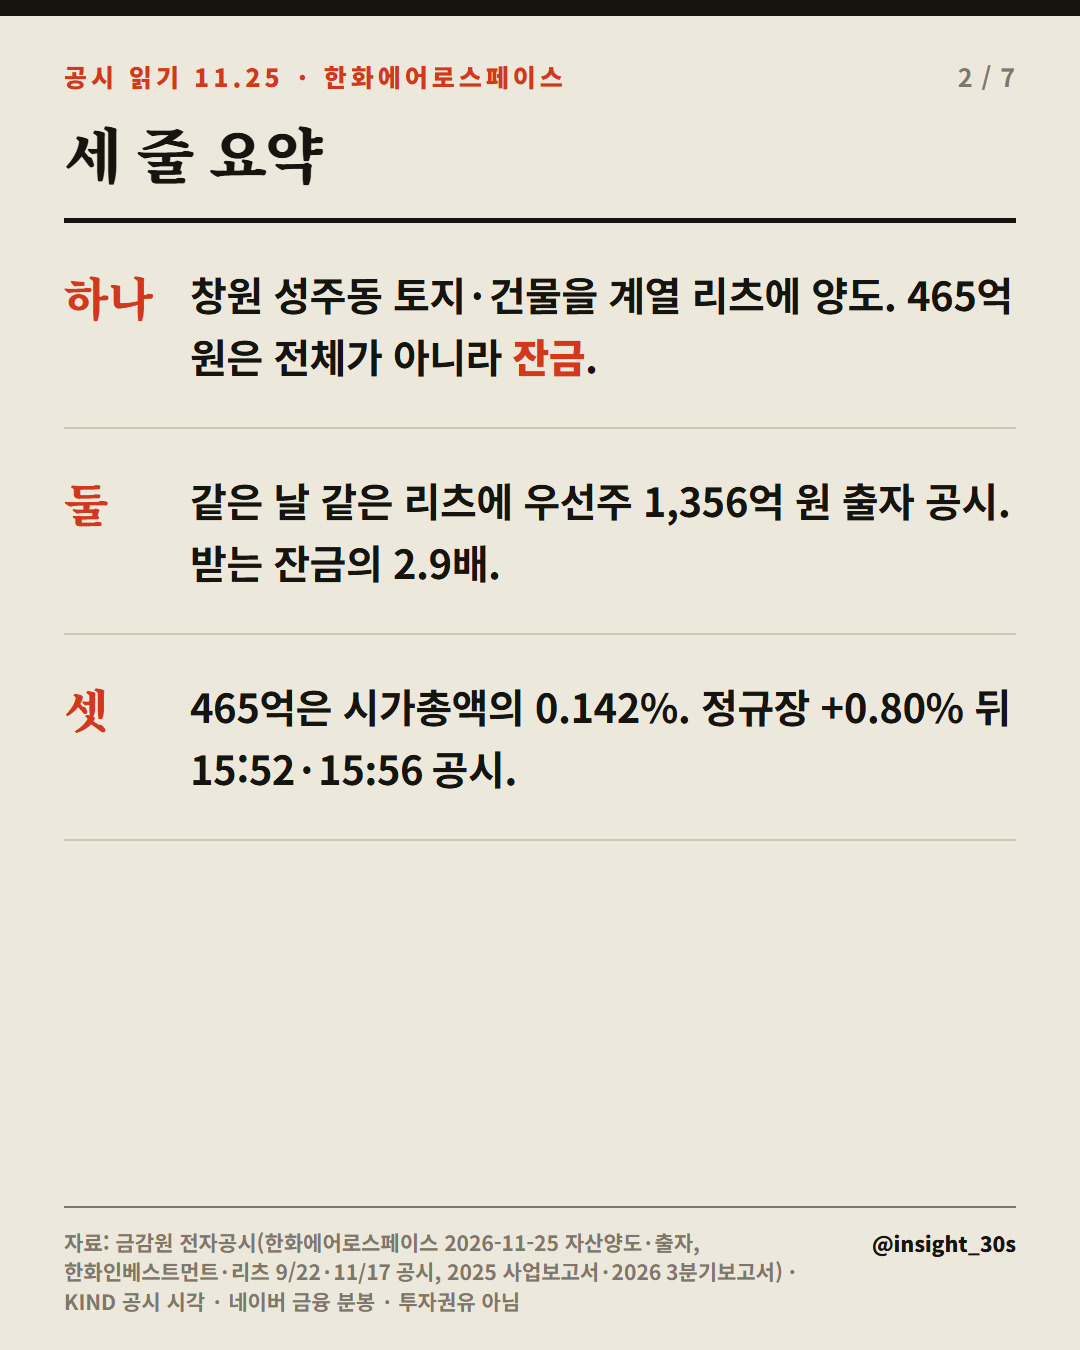 공시 읽기 11.25 · 한화에어로스페이스
2 / 7
세 줄 요약
하나
창원 성주동 토지·건물을 계열 리츠에 양도. 465억
원은 전체가 아니라 잔금.
둘
같은 날 같은 리츠에 우선주 1,356억 원 출자 공시.
받는 잔금의 2.9배.
셋
465억은 시가총액의 0.142%. 정규장 +0.80% 뒤
15:52·15:56 공시.
자료: 금감원 전자공시(한화에어로스페이스 2026-11-25 자산양도·출자,
한화인베스트먼트·리츠 9/22·11/17 공시, 2025 사업보고서·2026 3분기보고서) ·
KIND 공시 시각 · 네이버 금융 분봉 · 투자권유 아님
@insight_30s